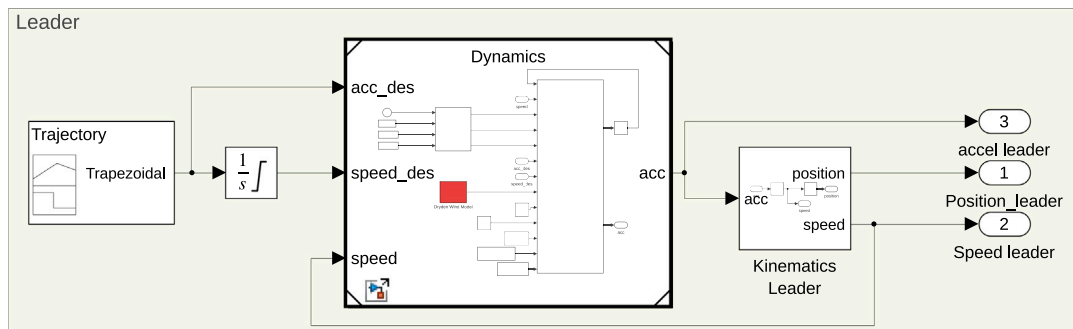 Leader
Dynamics
acc_des
speed
Trajectory
Trapezoidal
1
s
speed_des
acc_des
speed_des
Dryden Wind Model
acc
acc
speed
3
accel leader
position
acc
position
speed
speed
1
Position_leader
2
Speed leader
Kinematics
Leader